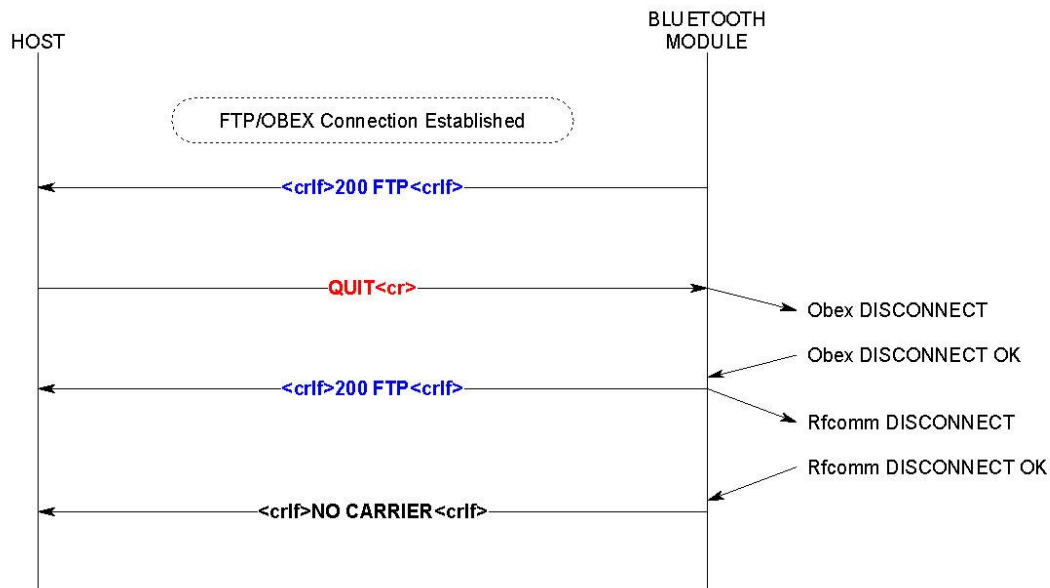 HOST
BLUETOOTH
MODULE
FTP/OBEX Connection Established
<crlf>200 FTP<crlf>
QUIT<cr>
Obex DISCONNECT
Obex DISCONNECT OK
<crlf>200 FTP<crlf>
Rfcomm DISCONNECT
Rfcomm DISCONNECT OK
<crlf>NO CARRIER<crlf>